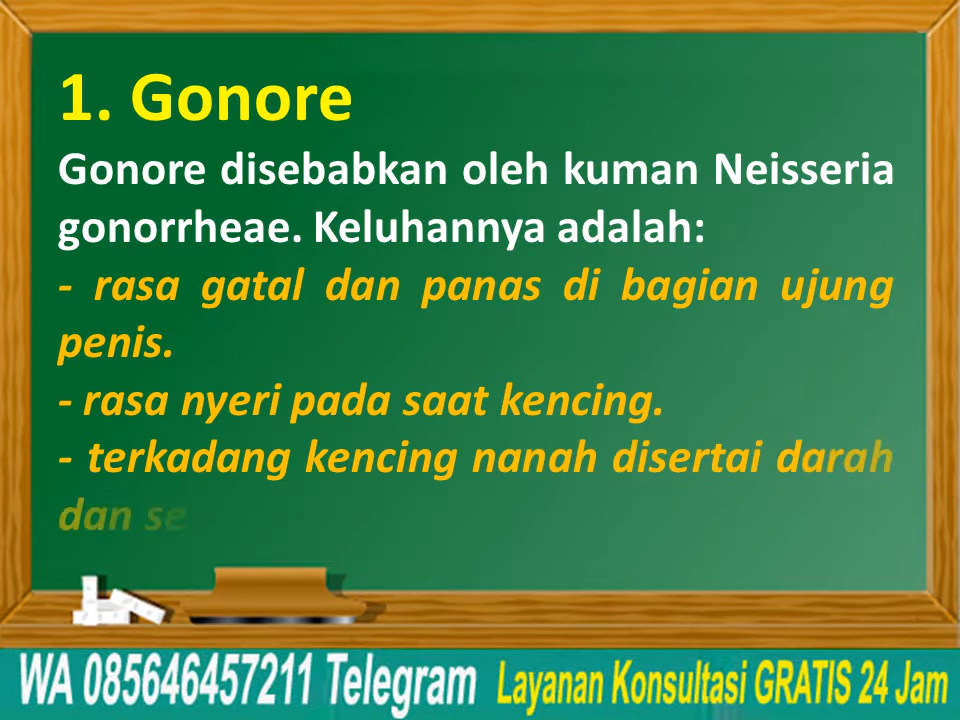 1. Gonore
Gonore disebabkan oleh kuman Neisseria
gonorrheae. Keluhannya adalah:
- rasa gatal dan panas di bagian ujung
penis.
- rasa nyeri pada saat kencing.
- terkadang kencing nanah disertai darah
dan se
WA 085646457211 Telegram Layanan Konsultasi GRATIS 24 Jam